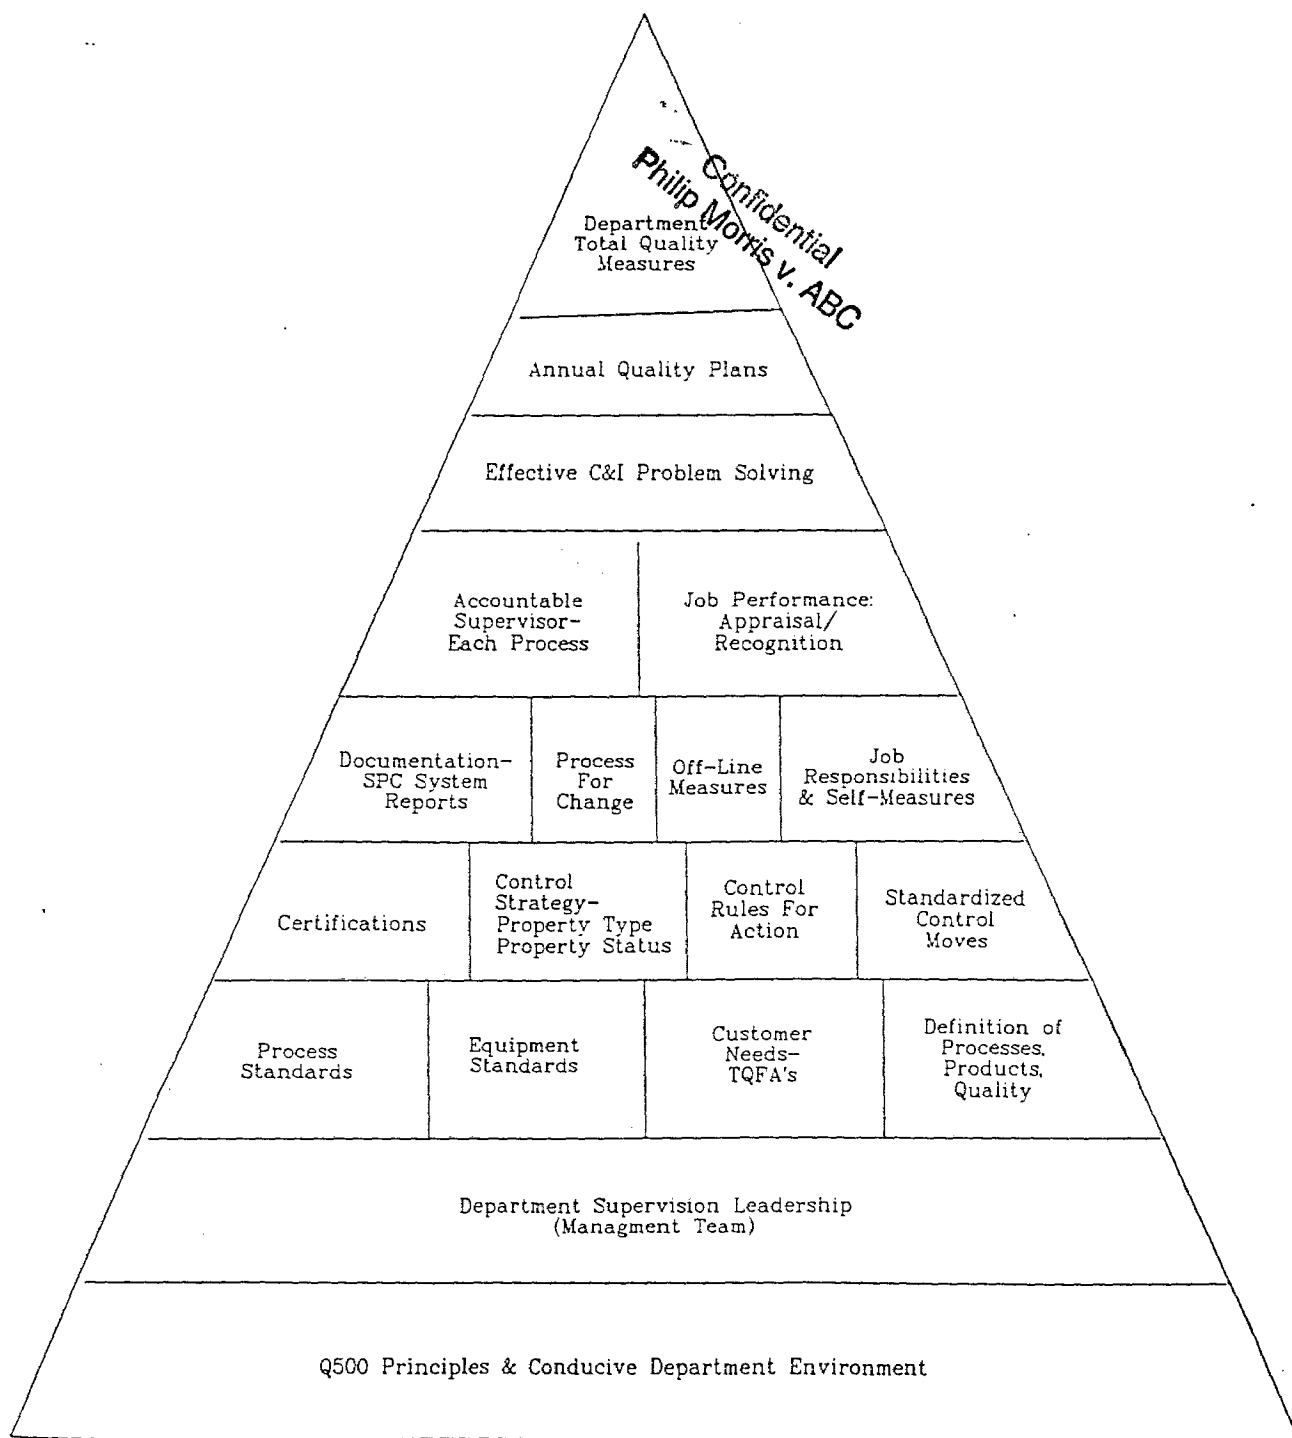 Confidential
Philip Morris v. ABC
Department
Total Quality
Measures
Annual Quality Plans
Effective C&I Problem Solving
Accountable
Supervisor-
Each Process
Job Performance:
Appraisal/
Recognition
Documentation-
SPC System
Reports
Process
For
Change
Off-Line
Measures
Job
Responsibilities
& Self-Measures
Certifications
Control
Strategy-
Property Type
Property Status
Control
Rules For
Action
Standardized
Control
Moves
Process
Standards
Equipment
Standards
Customer
Needs-
TQFA's
Definition of
Processes,
Products,
Quality
Department Supervision Leadership
(Managment Team)
Q500 Principles & Conducive Department Environment